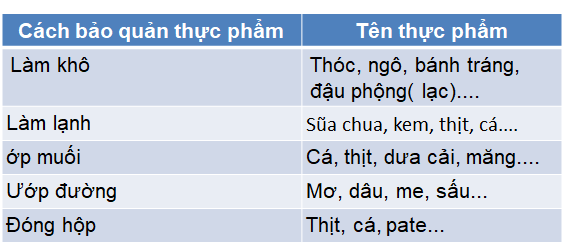 Cách bảo quản thực phẩm Tên thực phẩm
Làm khô Thóc, ngô, bánh tráng,
đậu phộng( lạc)....
Làm lạnh Sũa chua, kem, thịt, cá....
ớp muối Cá, thịt, dưa cải, măng....
Ướp đường Mơ, dâu, me, sấu...
Đóng hộp Thịt, cá, pate...